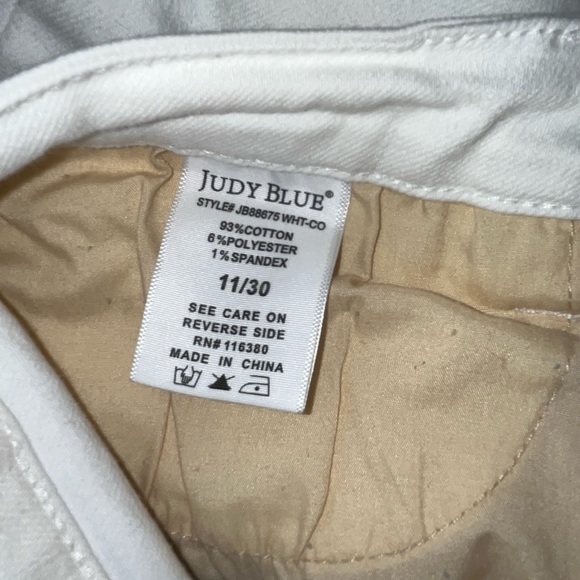 JUDY BLUE®
STYLE# JB88675 WHT-CO
93%COTTON
6%POLYESTER
1%SPANDEX
11/30
SEE CARE ON
REVERSE SIDE
RN# 116380
MADE IN CHINA